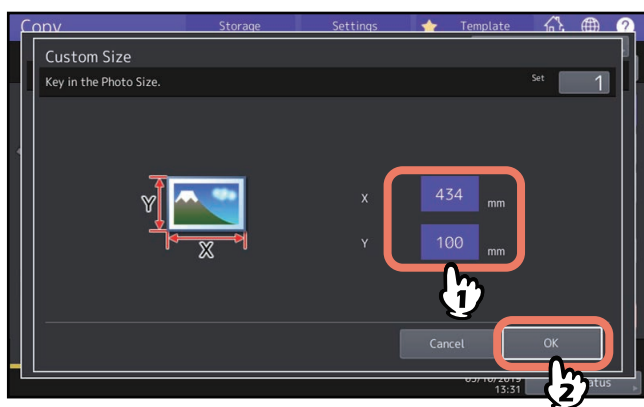 Copy Storage Settings Template ?
Custom Size
Key in the Photo Size.
Set 1
Y
X
X 434 mm
Y 100 mm
1
Cancel OK
2
13:31